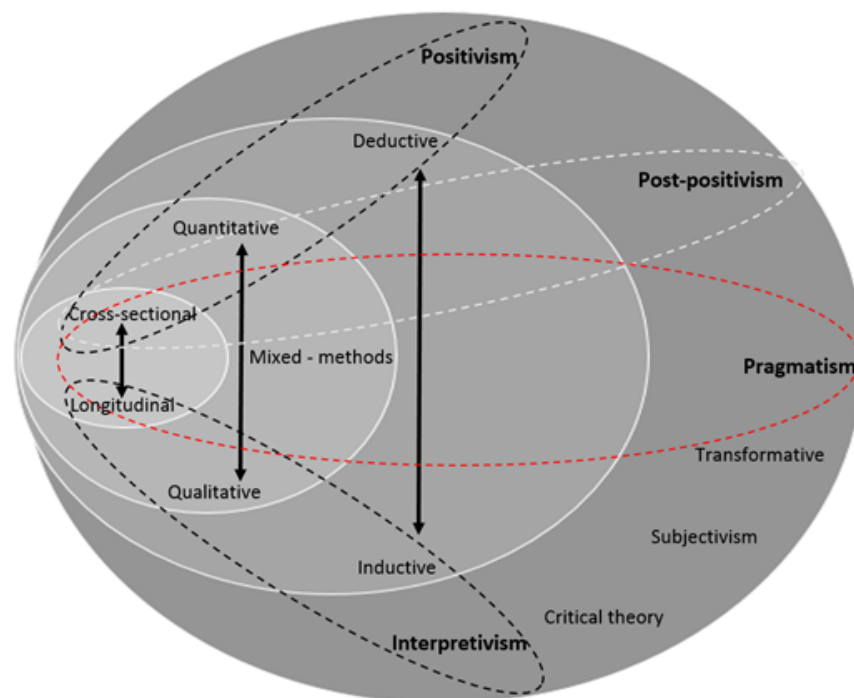 Positivism
Deductive
Post-positivism
Quantitative
Cross-sectional
Mixed - methods
Pragmatism
Longitudinal
Transformative
Qualitative
Subjectivism
Inductive
Critical theory
Interpretivism